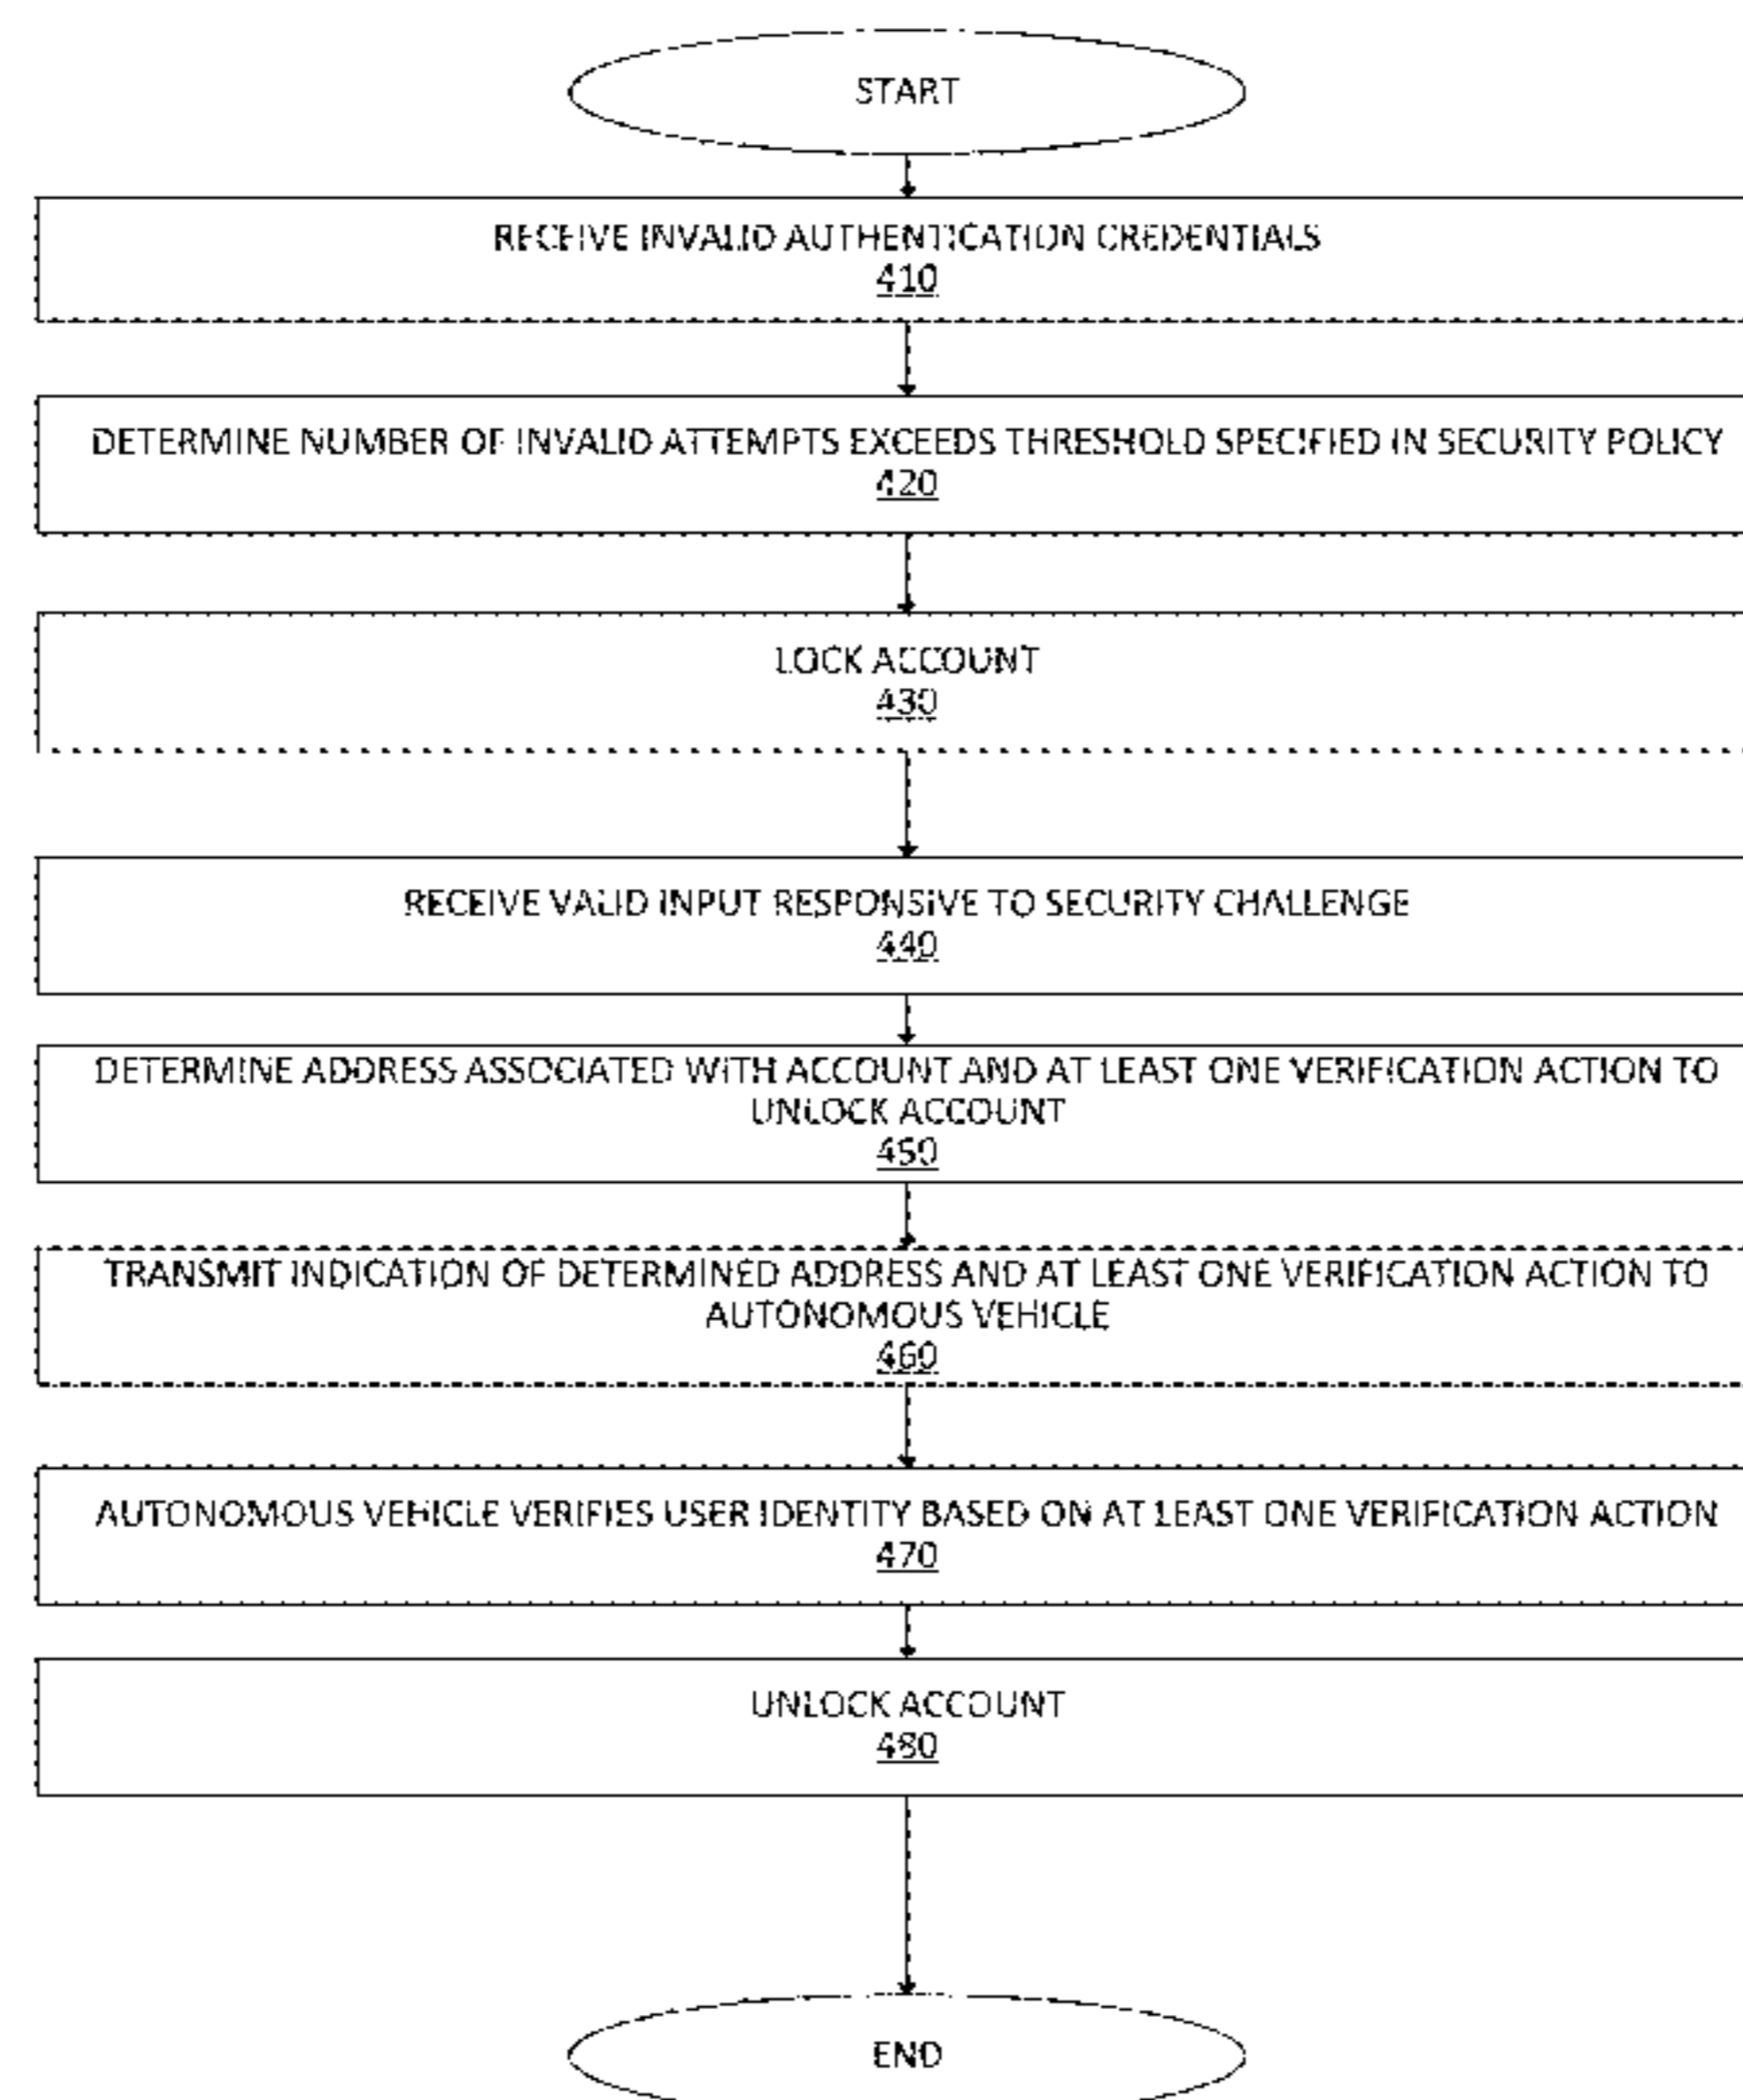 START
RECEIVE INVALID AUTHENTICATION CREDENTIALS
410
DETERMINE NUMBER OF INVALID ATTEMPTS EXCEEDS THRESHOLD SPECIFIED IN SECURITY POLICY
420
LOCK ACCOUNT
430
RECEIVE VALID INPUT RESPONSIVE TO SECURITY CHALLENGE
440
DETERMINE ADDRESS ASSOCIATED WITH ACCOUNT AND AT LEAST ONE VERIFICATION ACTION TO
UNLOCK ACCOUNT
450
TRANSMIT INDICATION OF DETERMINED ADDRESS AND AT LEAST ONE VERIFICATION ACTION TO
AUTONOMOUS VEHICLE
460
AUTONOMOUS VEHICLE VERIFIES USER IDENTITY BASED ON AT LEAST ONE VERIFICATION ACTION
470
UNLOCK ACCOUNT
480
END